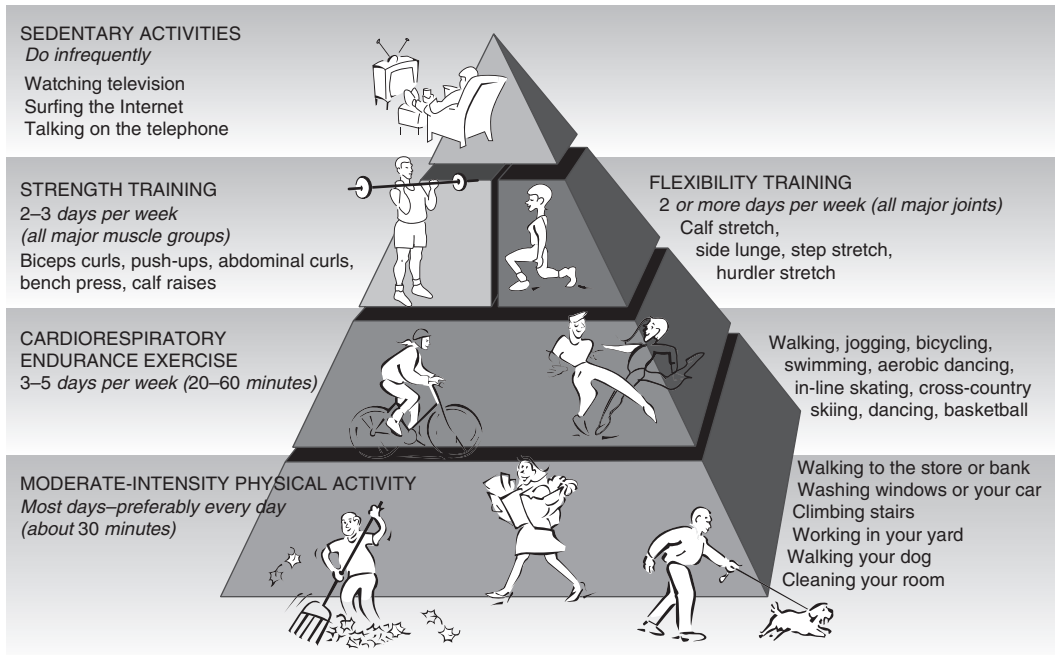 SEDENTARY ACTIVITIES
Do infrequently
Watching television
Surfing the Internet
Talking on the telephone
STRENGTH TRAINING
2–3 days per week
(all major muscle groups)
Biceps curls, push-ups, abdominal curls,
bench press, calf raises
FLEXIBILITY TRAINING
2 or more days per week (all major joints)
Calf stretch,
side lunge, step stretch,
hurdler stretch
CARDIORESPIRATORY
ENDURANCE EXERCISE
3–5 days per week (20–60 minutes)
Walking, jogging, bicycling,
swimming, aerobic dancing,
in-line skating, cross-country
skiing, dancing, basketball
MODERATE-INTENSITY PHYSICAL ACTIVITY
Most days–preferably every day
(about 30 minutes)
Walking to the store or bank
Washing windows or your car
Climbing stairs
Working in your yard
Walking your dog
Cleaning your room